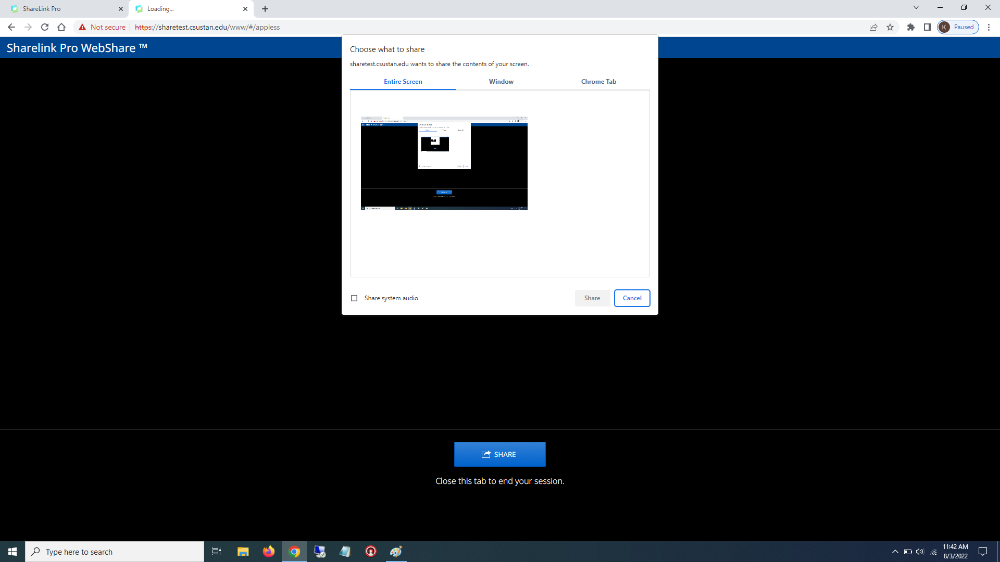 ShareLink Pro
Loading...
Not secure
https://sharetest.csustan.edu/www/#/appless
K
Paused
Sharelink Pro WebShare ™
Choose what to share
sharetest.csustan.edu wants to share the contents of your screen.
Entire Screen
Window
Chrome Tab
Share system audio
Share
Cancel
SHARE
Close this tab to end your session.
Type here to search
11:42 AM
8/3/2022